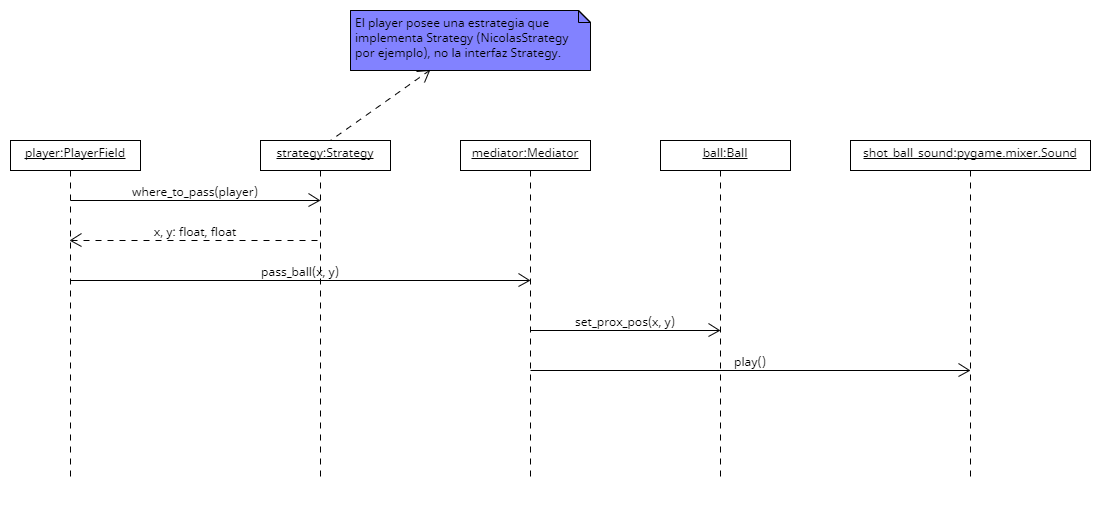 El player posee una estrategia que
implementa Strategy (NicolasStrategy
por ejemplo), no la interfaz Strategy.
player:PlayerField
strategy:Strategy
mediator:Mediator
ball:Ball
shot_ball_sound:pygame.mixer.Sound
where_to_pass(player)
x, y: float, float
pass_ball(x, y)
set_prox_pos(x, y)
play()